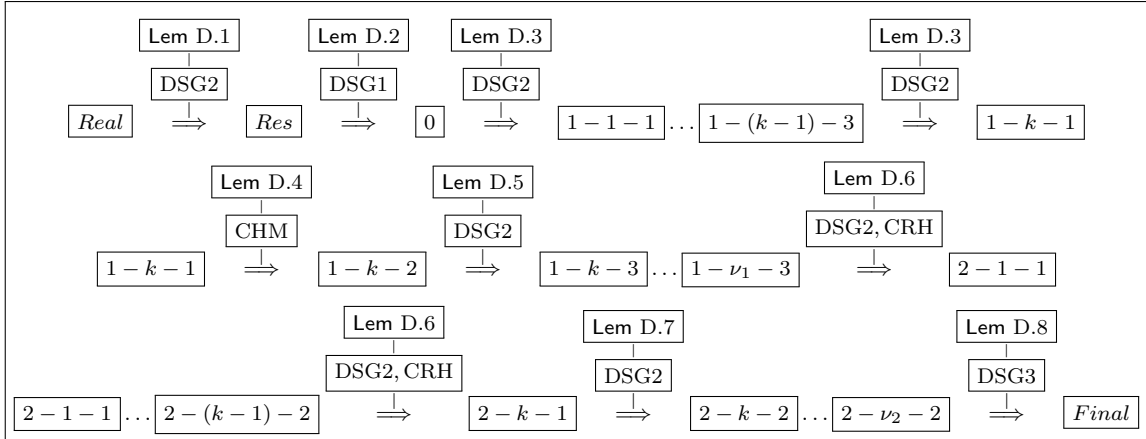 Lem D.1 Lem D.2 Lem D.3 Lem D.3
DSG2 DSG1 DSG2 DSG2
Real ⟹ Res ⟹ 0 ⟹ 1 − 1 − 1 ... 1 − (k − 1) − 3 ⟹ 1 − k − 1
Lem D.4 Lem D.5 Lem D.6
CHM DSG2 DSG2, CRH
1 − k − 1 ⟹ 1 − k − 2 ⟹ 1 − k − 3 ... 1 − ν₁ − 3 ⟹ 2 − 1 − 1
Lem D.6 Lem D.7 Lem D.8
DSG2, CRH DSG2 DSG3
2 − 1 − 1 ... 2 − (k − 1) − 2 ⟹ 2 − k − 1 ⟹ 2 − k − 2 ... 2 − ν₂ − 2 ⟹ Final